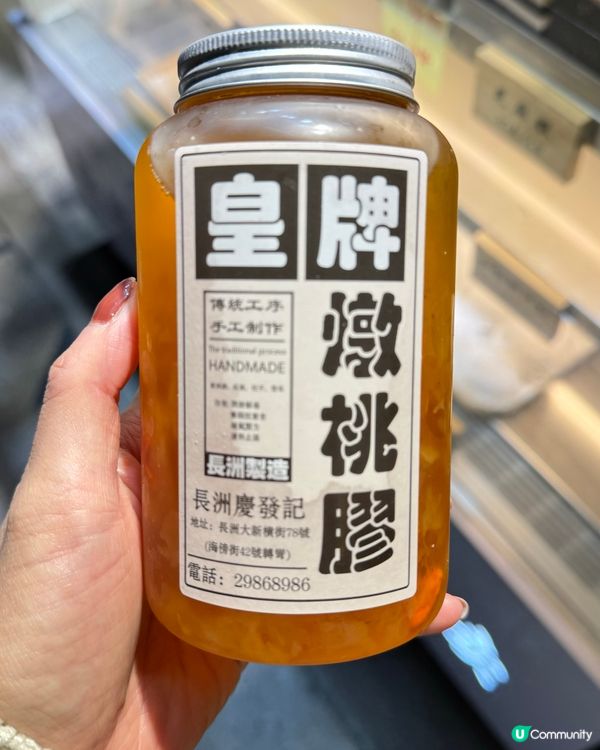 皇牌
燉桃膠
傳統工序
手工制作
The traditional process
HANDMADE
長洲製造
長洲慶發記
地址：長洲大新橫街78號
(海傍街42號轉彎)
電話：29868986
U Community